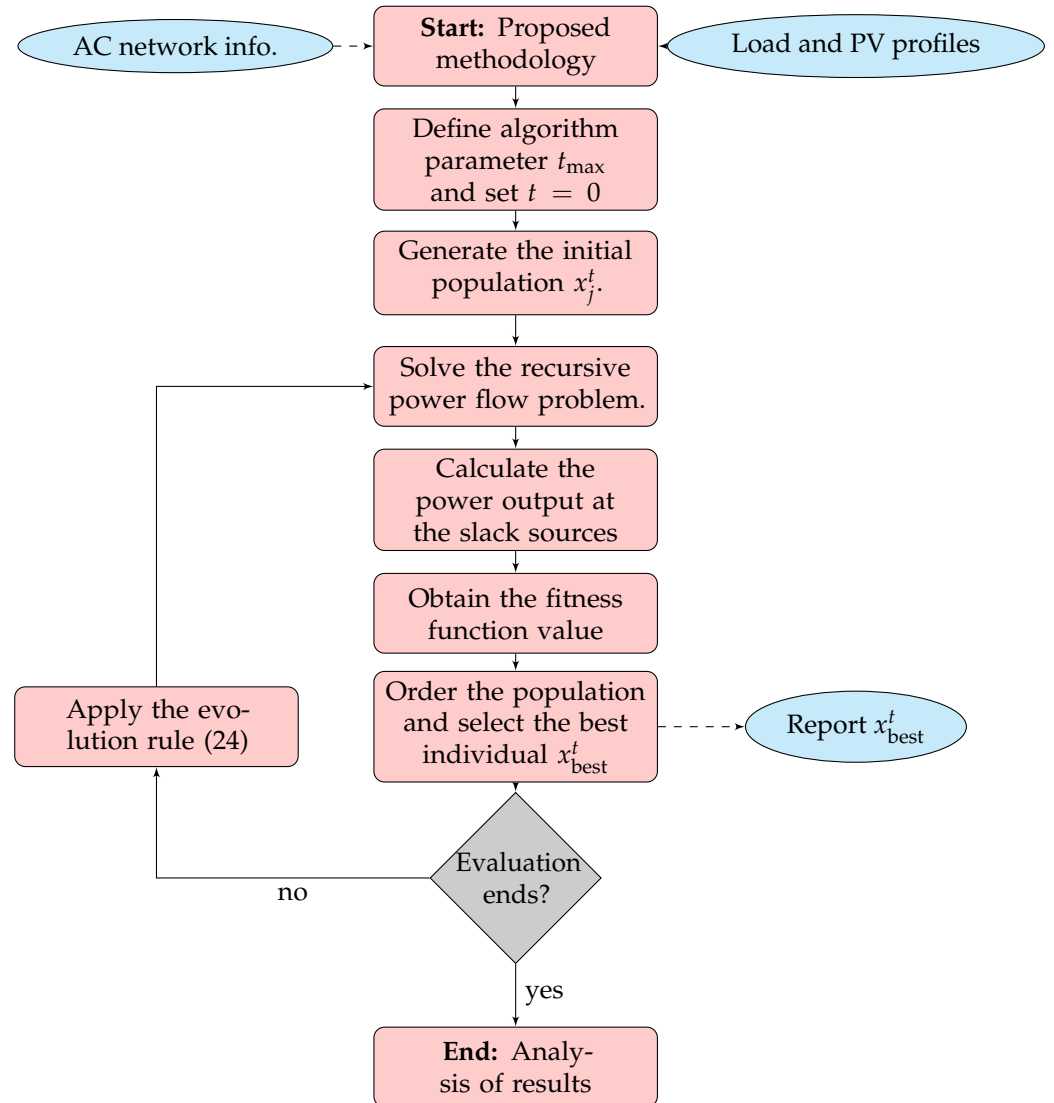 AC network info.
Start: Proposed
methodology
Load and PV profiles
Define algorithm
parameter t_max
and set t = 0
Generate the initial
population x_j^t.
Solve the recursive
power flow problem.
Calculate the
power output at
the slack sources
Obtain the fitness
function value
Order the population
and select the best
individual x_best^t
Report x_best^t
Apply the evo-
lution rule (24)
Evaluation
ends?
no
yes
End: Analy-
sis of results